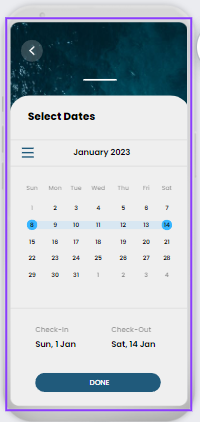 Select Dates
January 2023
Sun Mon Tue Wed Thu Fri Sat
1 2 3 4 5 6 7
8 9 10 11 12 13 14
15 16 17 18 19 20 21
22 23 24 25 26 27 28
29 30 31 1 2 3 4
Check-In Check-Out
Sun, 1 Jan Sat, 14 Jan
DONE